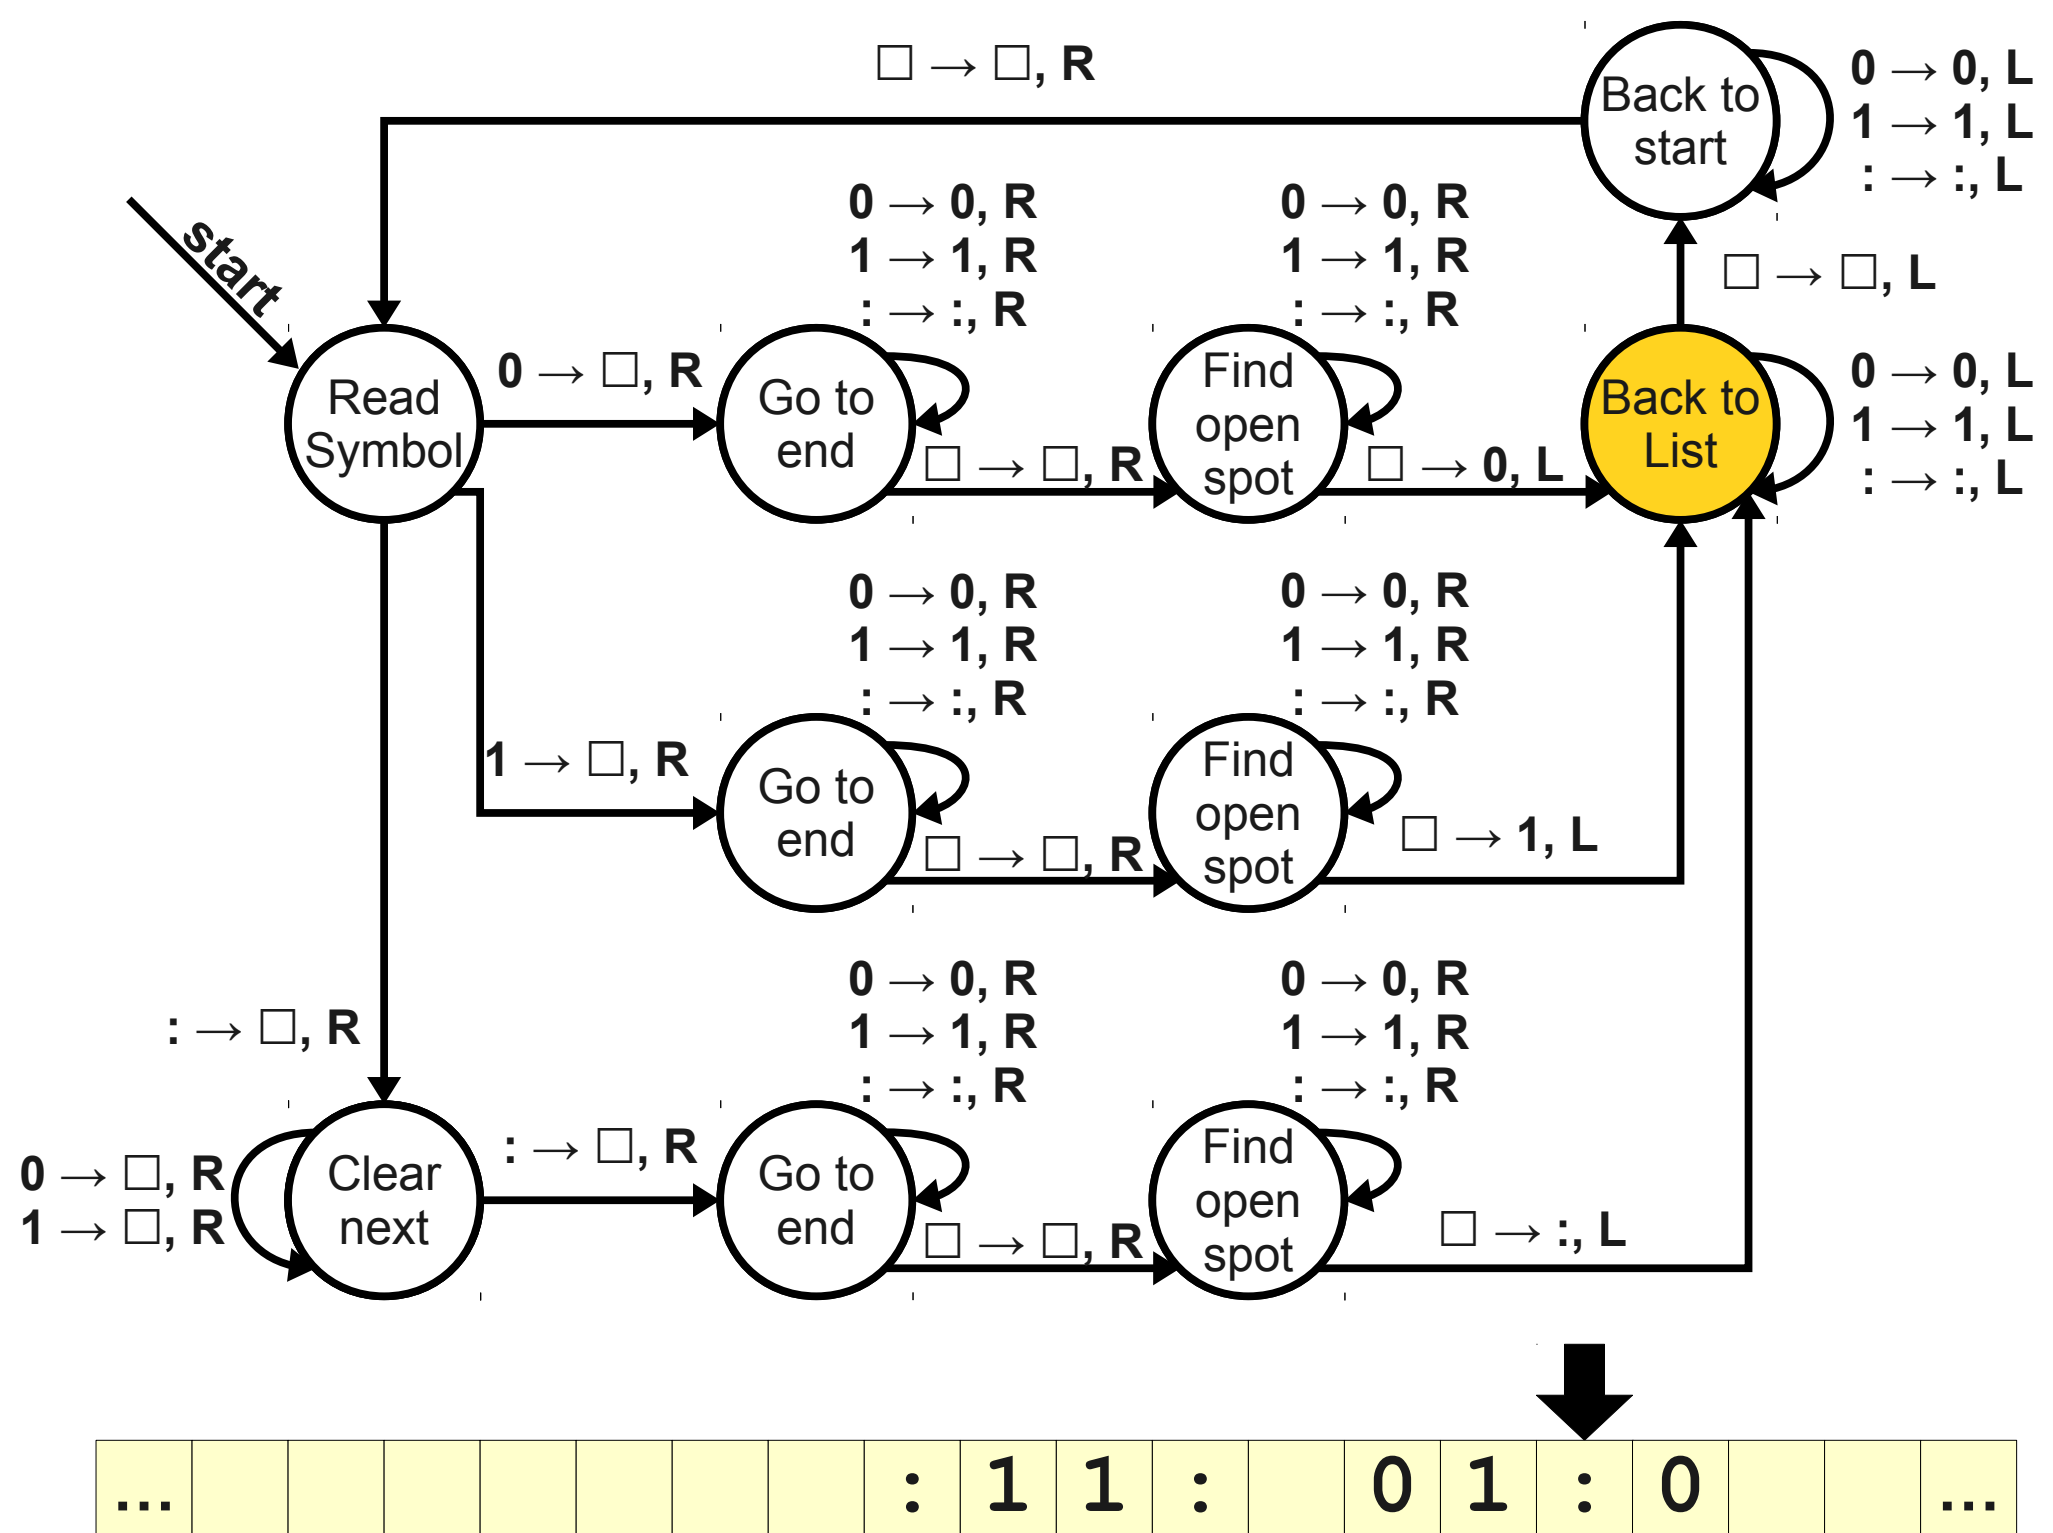 □ → □, R
Back to
start
0 → 0, L
1 → 1, L
: → :, L
start
0 → 0, R
1 → 1, R
: → :, R
0 → 0, R
1 → 1, R
: → :, R
□ → □, L
Read
Symbol
0 → □, R
Go to
end
□ → □, R
Find
open
spot
□ → 0, L
Back to
List
0 → 0, L
1 → 1, L
: → :, L
0 → 0, R
1 → 1, R
: → :, R
0 → 0, R
1 → 1, R
: → :, R
1 → □, R
Go to
end
□ → □, R
Find
open
spot
□ → 1, L
: → □, R
0 → 0, R
1 → 1, R
: → :, R
0 → 0, R
1 → 1, R
: → :, R
0 → □, R
1 → □, R
Clear
next
: → □, R
Go to
end
□ → □, R
Find
open
spot
□ → :, L
... : 1 1 : 0 1 : 0 ...